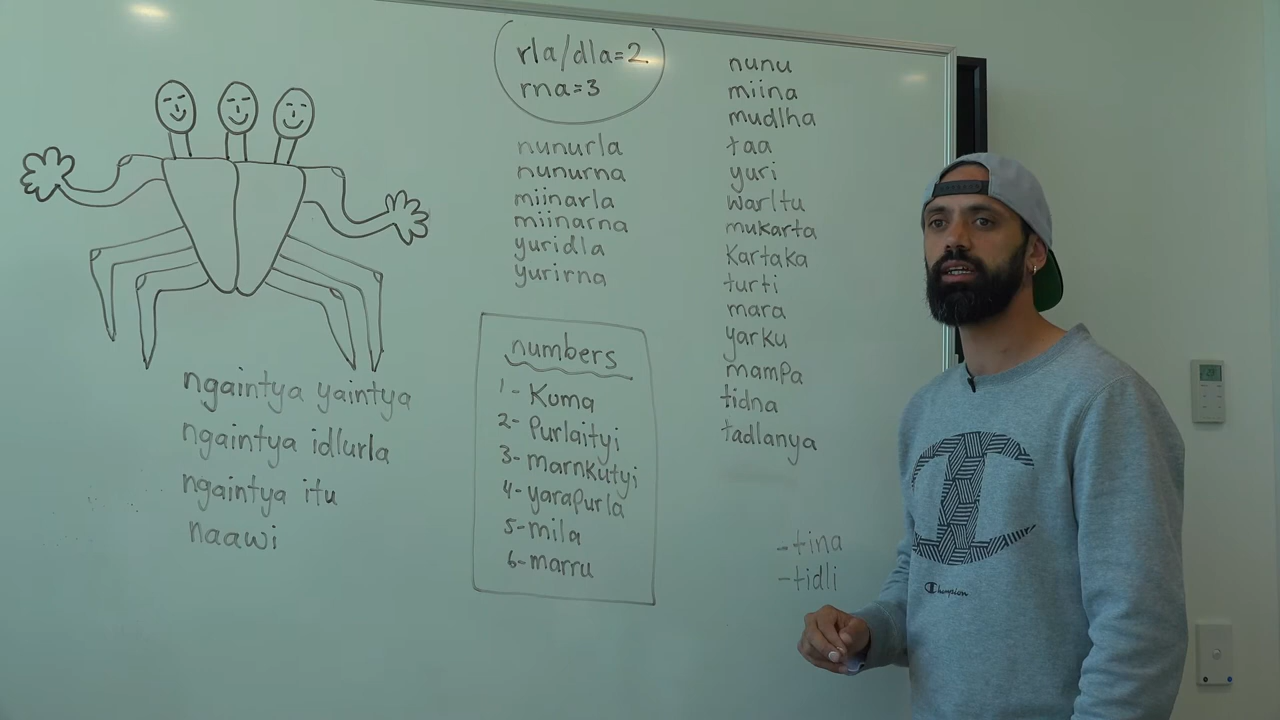 rla/dla=2
rna=3
nunurla
nunurna
miinarla
miinarna
yuridla
yurirna
numbers
1- Kuma
2- Purlaityi
3- marnkutyi
4- yarapurla
5- mila
6- marru
ngaintya yaintya
ngaintya idlurla
ngaintya itu
naawi
nunu
miina
mudlha
taa
yuri
warltu
mukarta
Kartaka
turti
mara
yarku
mampa
tidna
tadlanya
-tina
-tidli
Champion